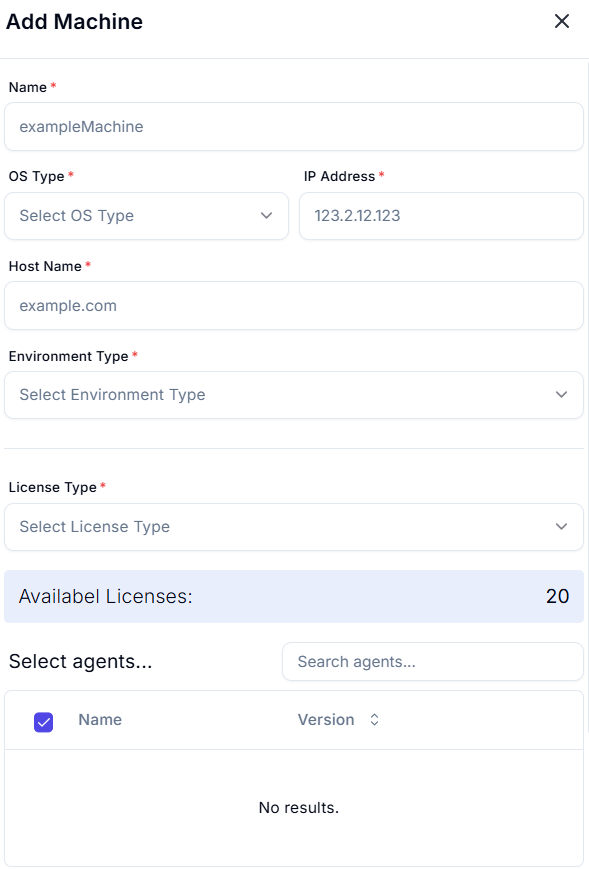 Add Machine
Name *
exampleMachine
OS Type * IP Address *
Select OS Type 123.2.12.123
Host Name *
example.com
Environment Type *
Select Environment Type
License Type *
Select License Type
Availabel Licenses: 20
Select agents... Search agents...
Name Version
No results.